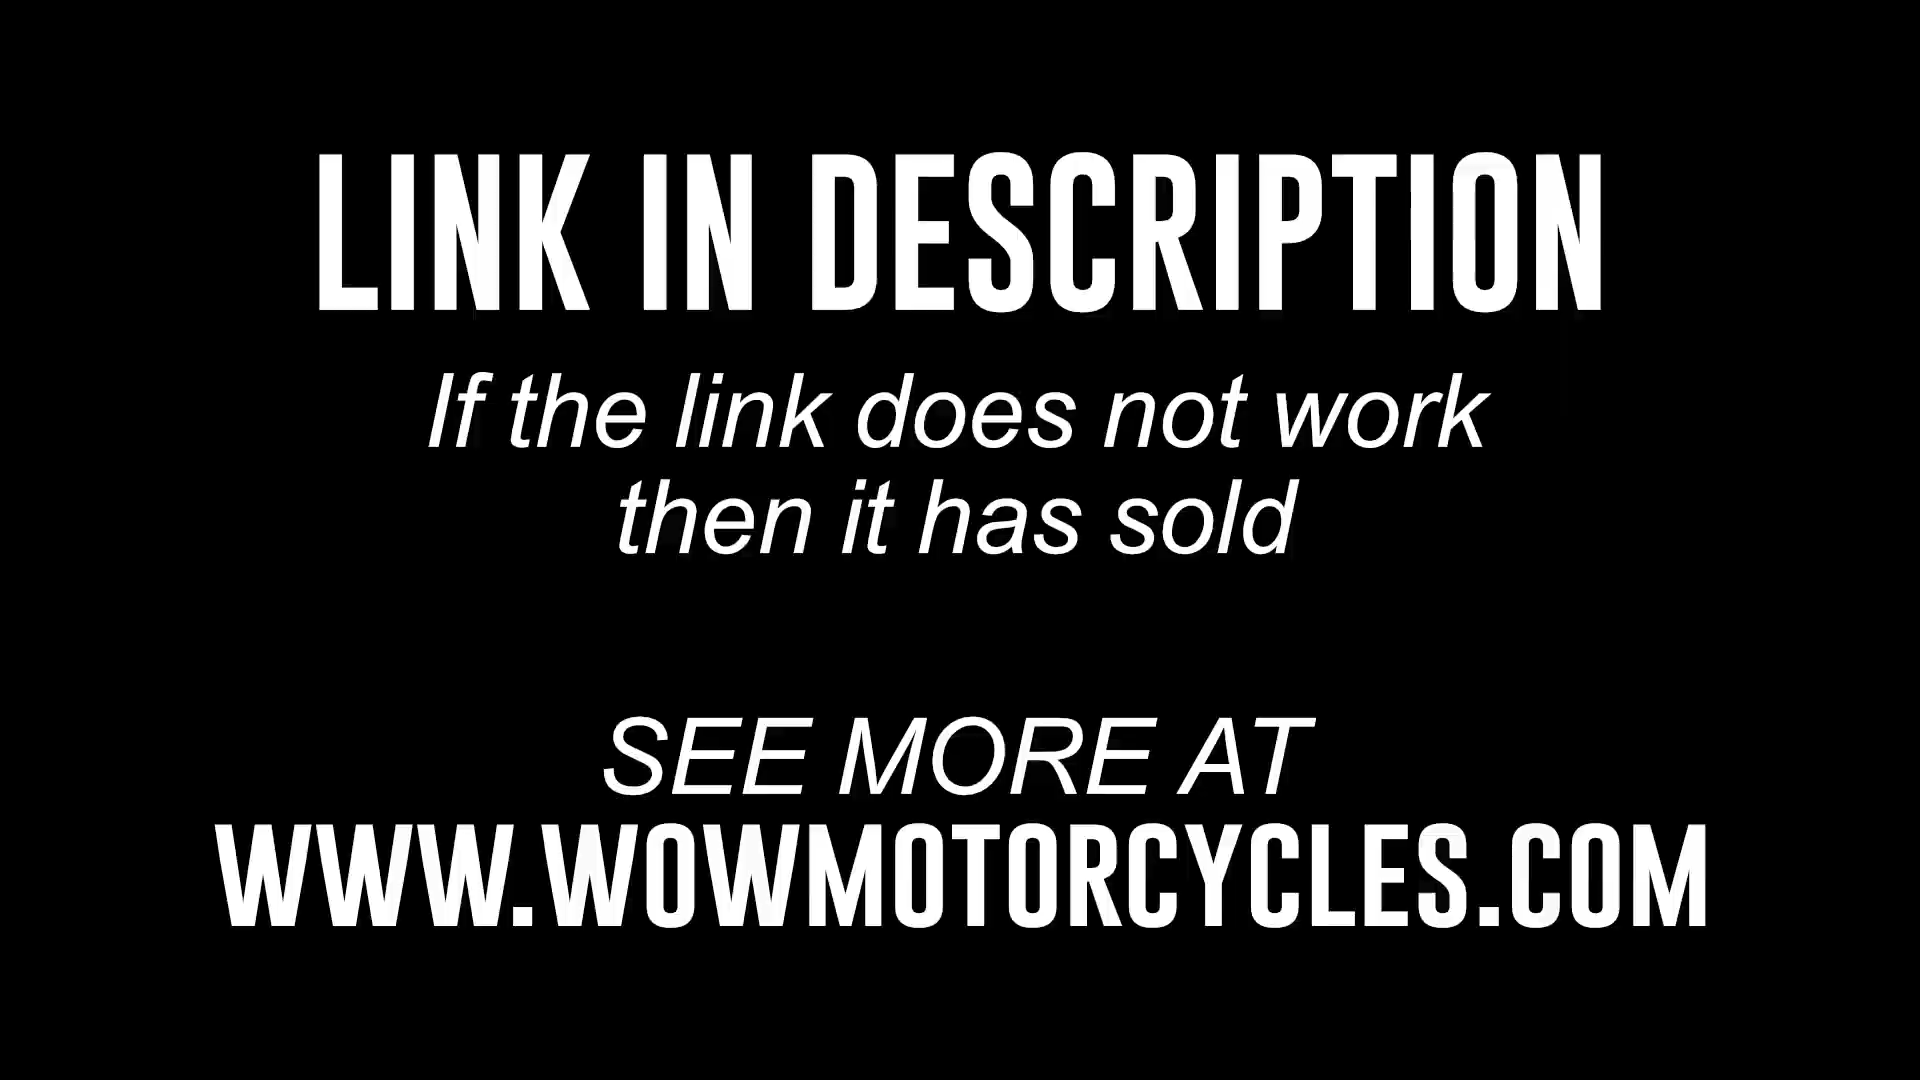 LINK IN DESCRIPTION
If the link does not work
then it has sold
SEE MORE AT
WWW.WOWMOTORCYCLES.COM